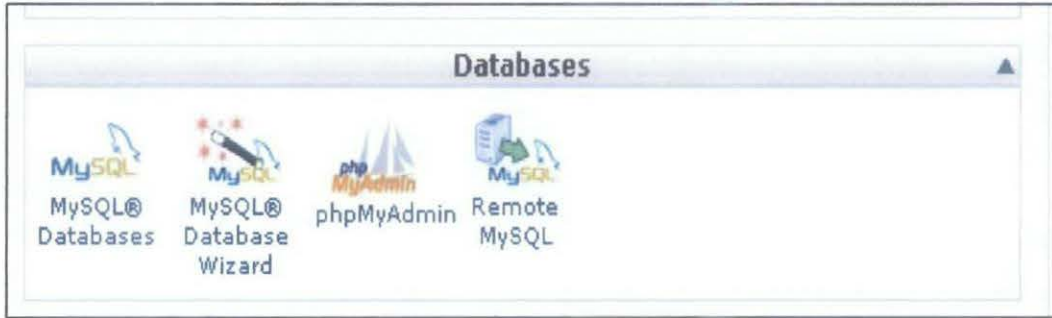 Databases
MySQL
MySQL
php
MyAdmin
MySQL
MySQL®
Databases
MySQL®
Database
Wizard
phpMyAdmin
Remote
MySQL